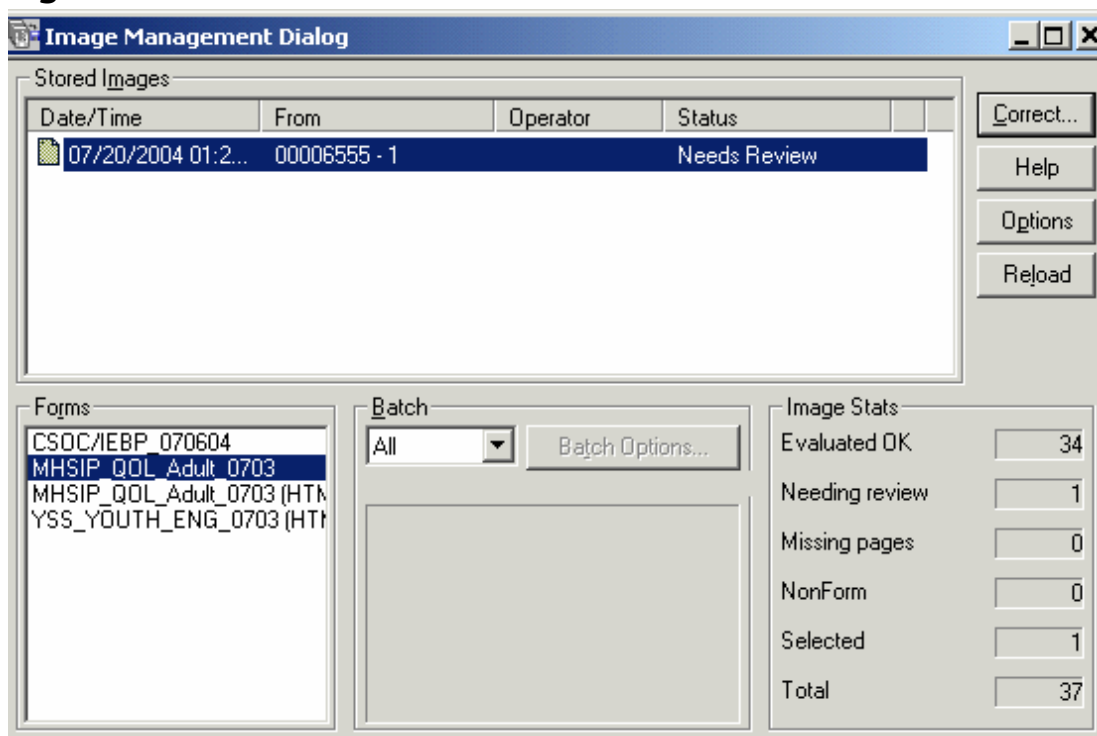 Image Management Dialog
Stored Images
Date/Time From Operator Status
07/20/2004 01:2... 00006555 - 1 Needs Review
Correct...
Help
Options
Reload
Forms
CSOC/IEBP_070604
MHSIP_QOL_Adult_0703
MHSIP_QOL_Adult_0703 (HTM
YSS_YOUTH_ENG_0703 (HTM
Batch
All Batch Options...
Image Stats
Evaluated OK 34
Needing review 1
Missing pages 0
NonForm 0
Selected 1
Total 37